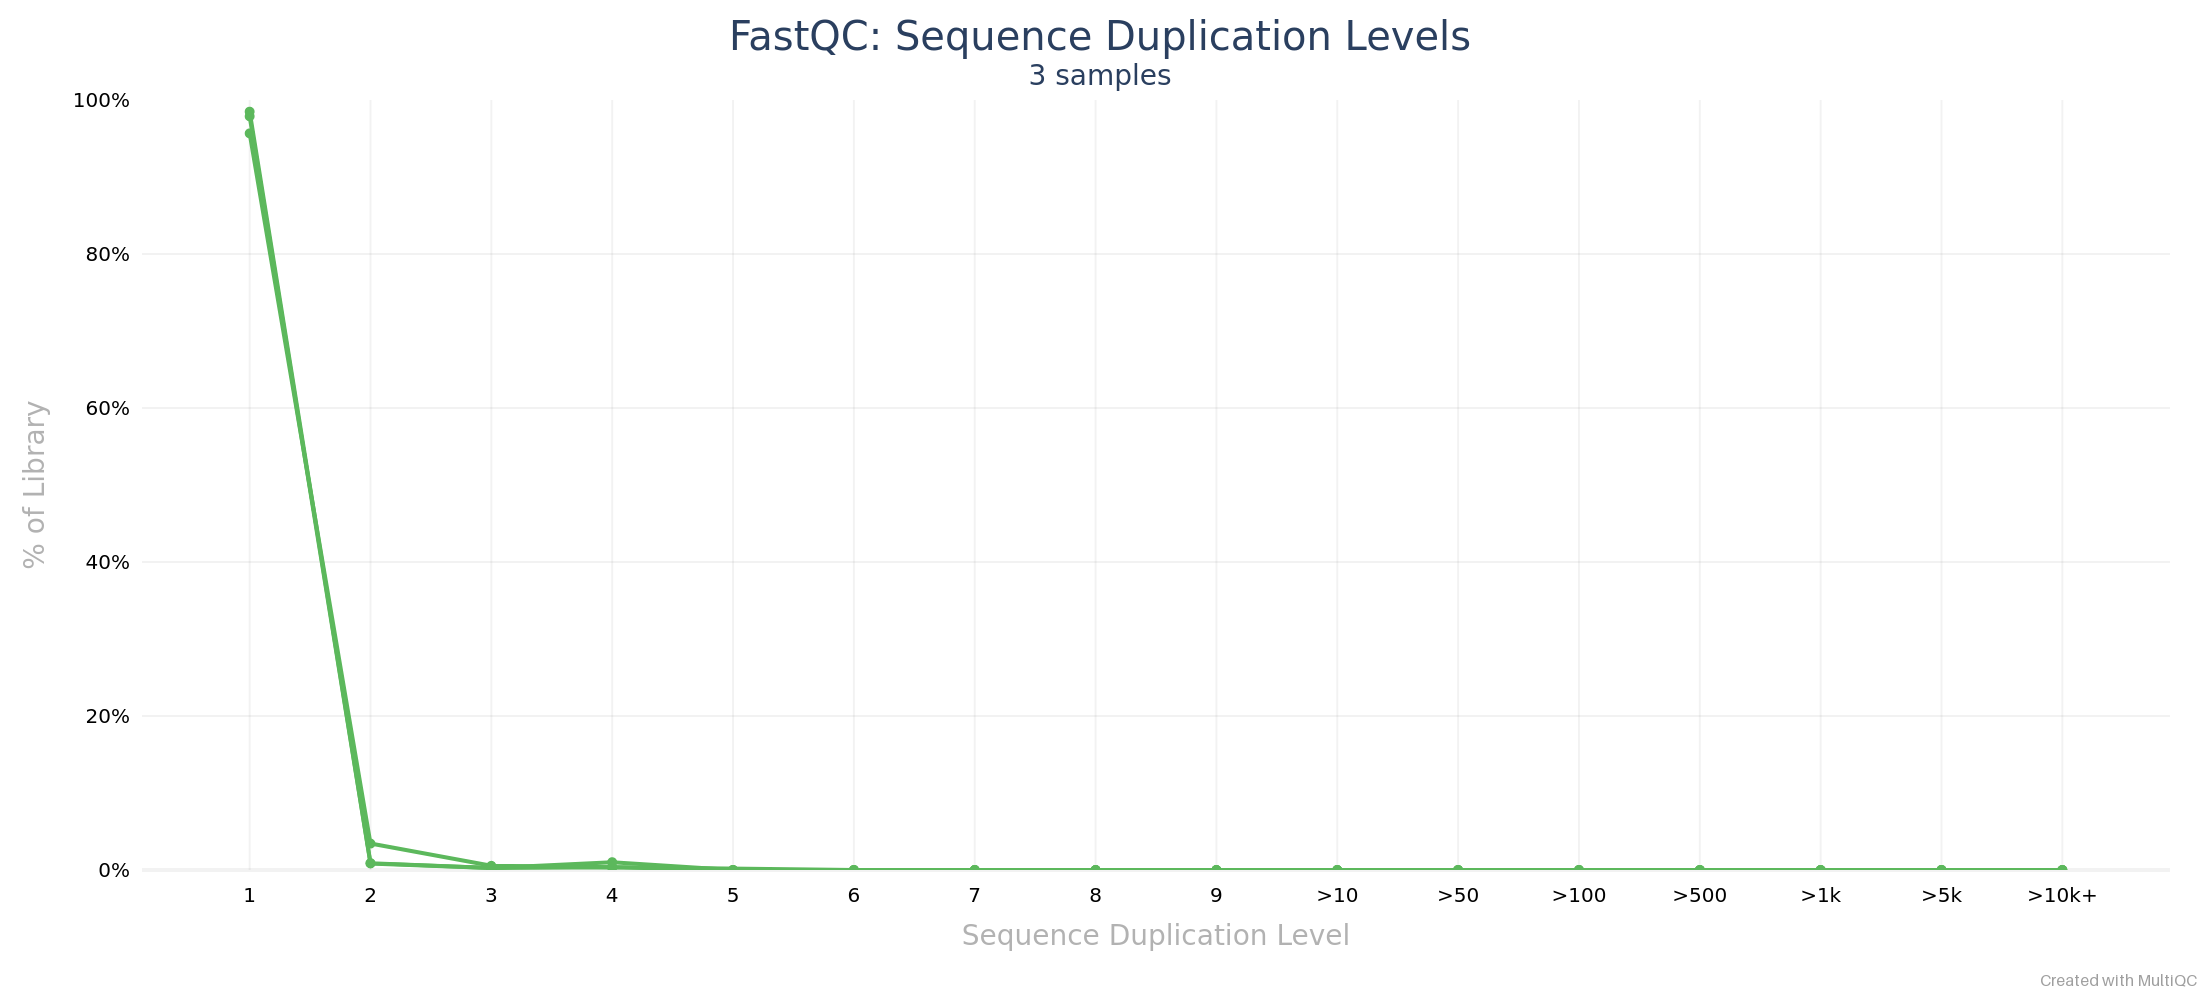 FastQC: Sequence Duplication Levels
3 samples
100%
80%
60%
40%
20%
0%
% of Library
1 2 3 4 5 6 7 8 9 >10 >50 >100 >500 >1k >5k >10k+
Sequence Duplication Level
Created with MultiQC